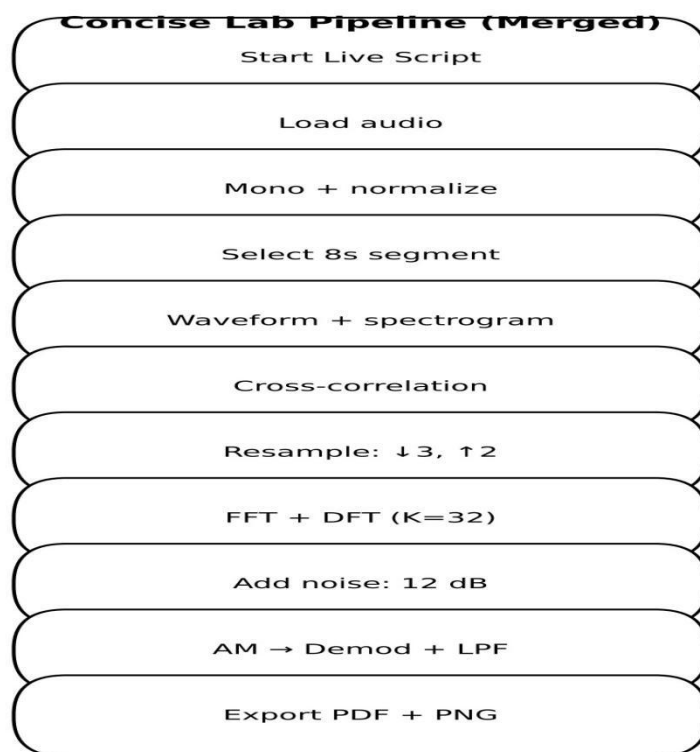 Concise Lab Pipeline (Merged)
Start Live Script
Load audio
Mono + normalize
Select 8s segment
Waveform + spectrogram
Cross-correlation
Resample: ↓3, ↑2
FFT + DFT (K=32)
Add noise: 12 dB
AM → Demod + LPF
Export PDF + PNG